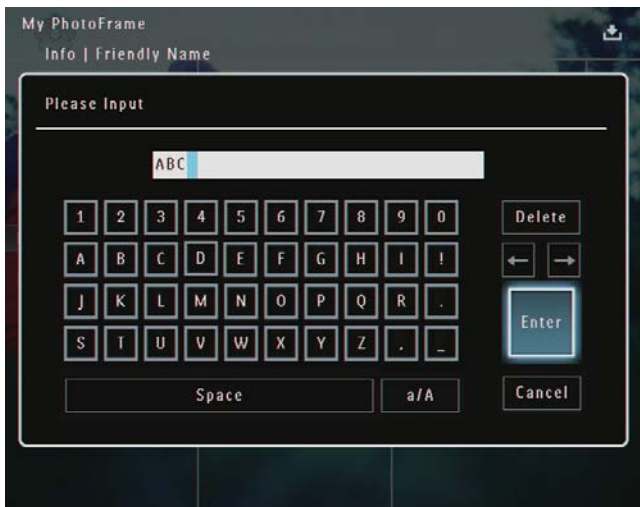 My PhotoFrame
Info | Friendly Name
Please Input
ABC
1 2 3 4 5 6 7 8 9 0 Delete
A B C D E F G H I ! ← →
J K L M N O P Q R . Enter
S T U V W X Y Z . _
Space a/A Cancel